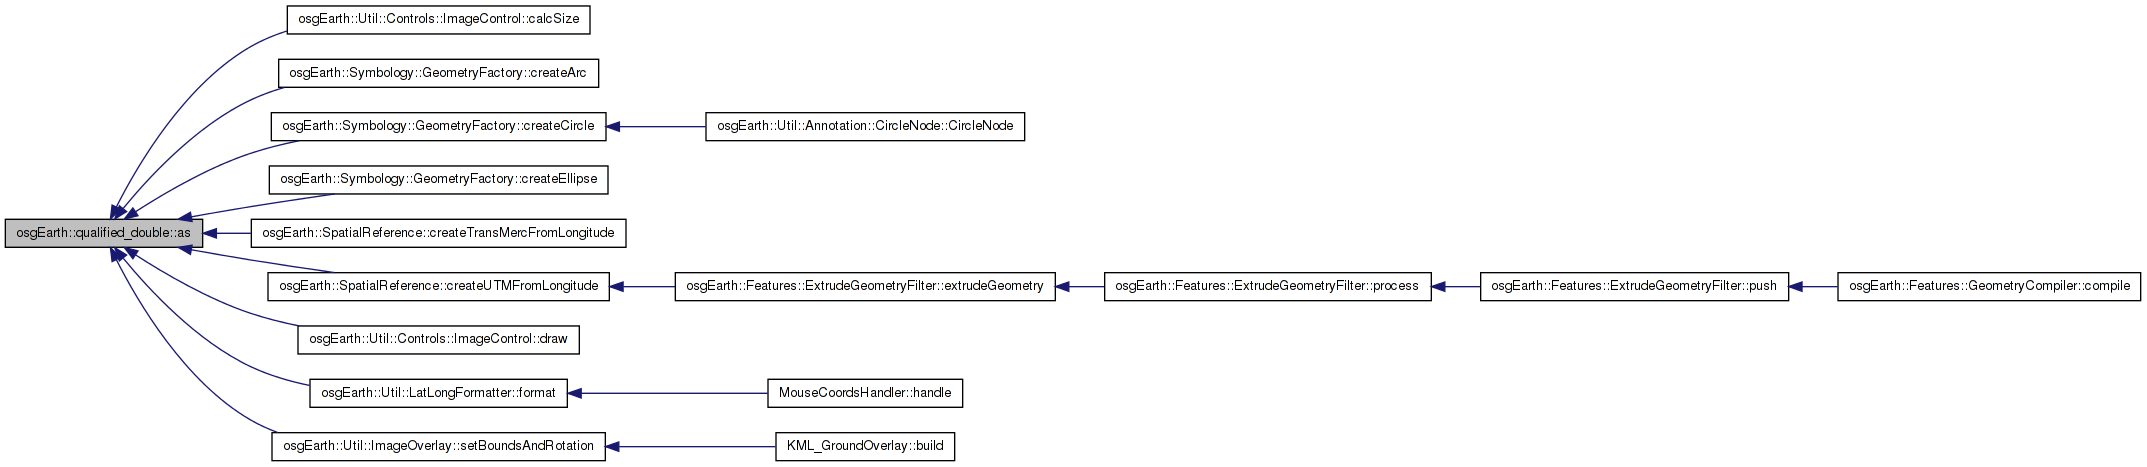 osgEarth::Util::Controls::ImageControl::calcSize
osgEarth::Symbology::GeometryFactory::createArc
osgEarth::Symbology::GeometryFactory::createCircle
osgEarth::Util::Annotation::CircleNode::CircleNode
osgEarth::Symbology::GeometryFactory::createEllipse
osgEarth::qualified_double::as
osgEarth::SpatialReference::createTransMercFromLongitude
osgEarth::SpatialReference::createUTMFromLongitude
osgEarth::Features::ExtrudeGeometryFilter::extrudeGeometry
osgEarth::Features::ExtrudeGeometryFilter::process
osgEarth::Features::ExtrudeGeometryFilter::push
osgEarth::Features::GeometryCompiler::compile
osgEarth::Util::Controls::ImageControl::draw
osgEarth::Util::LatLongFormatter::format
MouseCoordsHandler::handle
osgEarth::Util::ImageOverlay::setBoundsAndRotation
KML_GroundOverlay::build